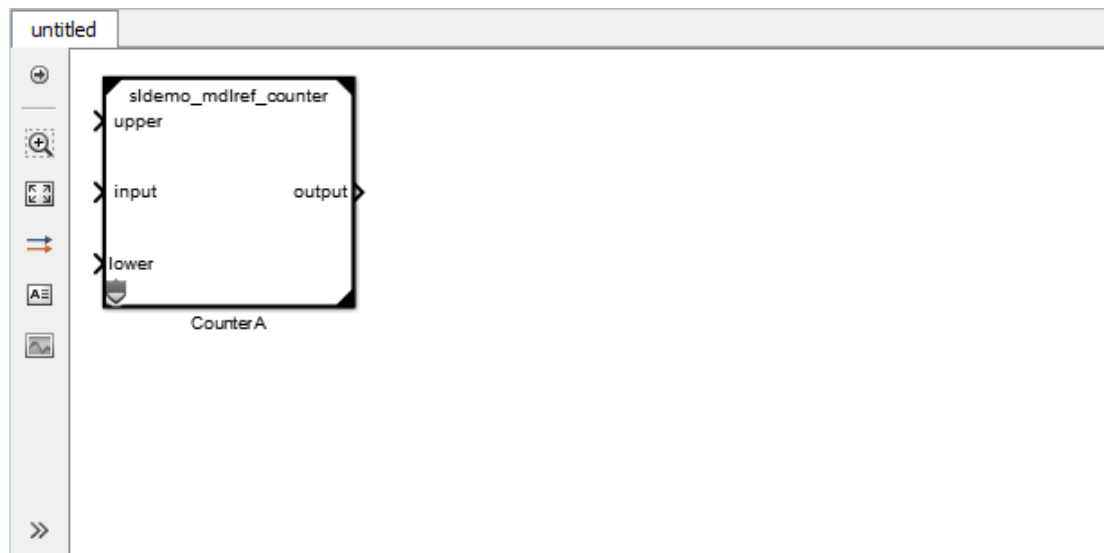 untitled
sldemo_mdlref_counter
upper
input output
lower
A
CounterA